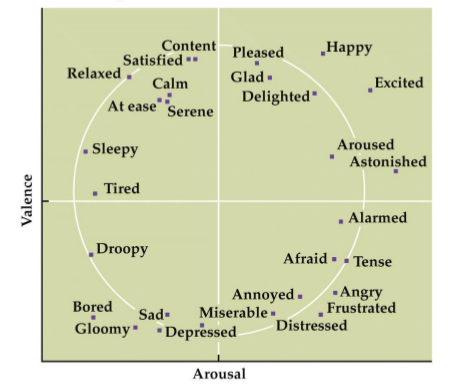 Content
Satisfied
Relaxed
Calm
At ease
Serene
Sleepy
Tired
Pleased
Happy
Glad
Delighted
Excited
Aroused
Astonished
Valence
Droopy
Bored
Gloomy
Sad
Depressed
Alarmed
Afraid
Tense
Annoyed
Angry
Miserable
Frustrated
Distressed
Arousal